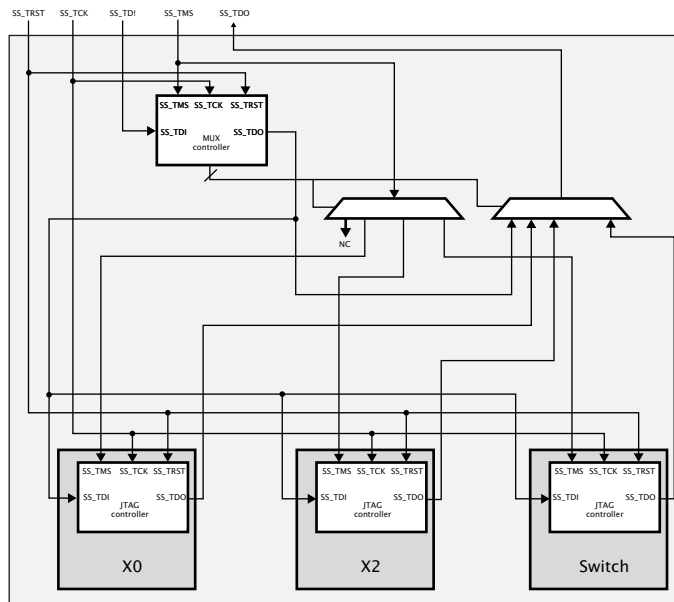 SS_TRST SS_TCK SS_TDI SS_TMS SS_TDO
SS_TMS SS_TCK SS_TRST
SS_TDI SS_TDO
MUX
controller
NC
SS_TMS SS_TCK SS_TRST
SS_TDI SS_TDO
JTAG
controller
X0
SS_TMS SS_TCK SS_TRST
SS_TDI SS_TDO
JTAG
controller
X2
SS_TMS SS_TCK SS_TRST
SS_TDI SS_TDO
JTAG
controller
Switch